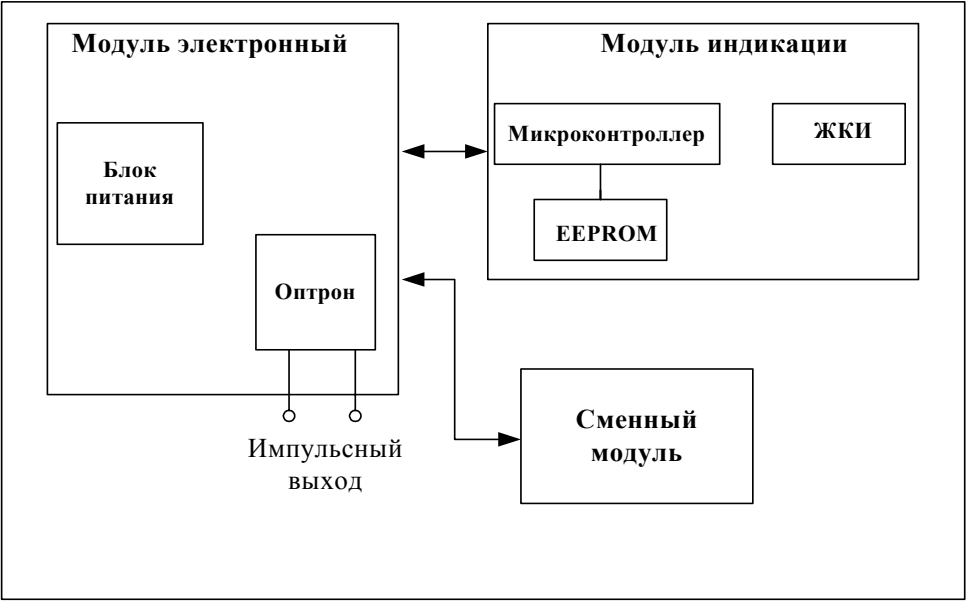 Модуль электронный
Модуль индикации
Блок
питания
Микроконтроллер
ЖКИ
EEPROM
Оптрон
Импульсный
выход
Сменный
модуль